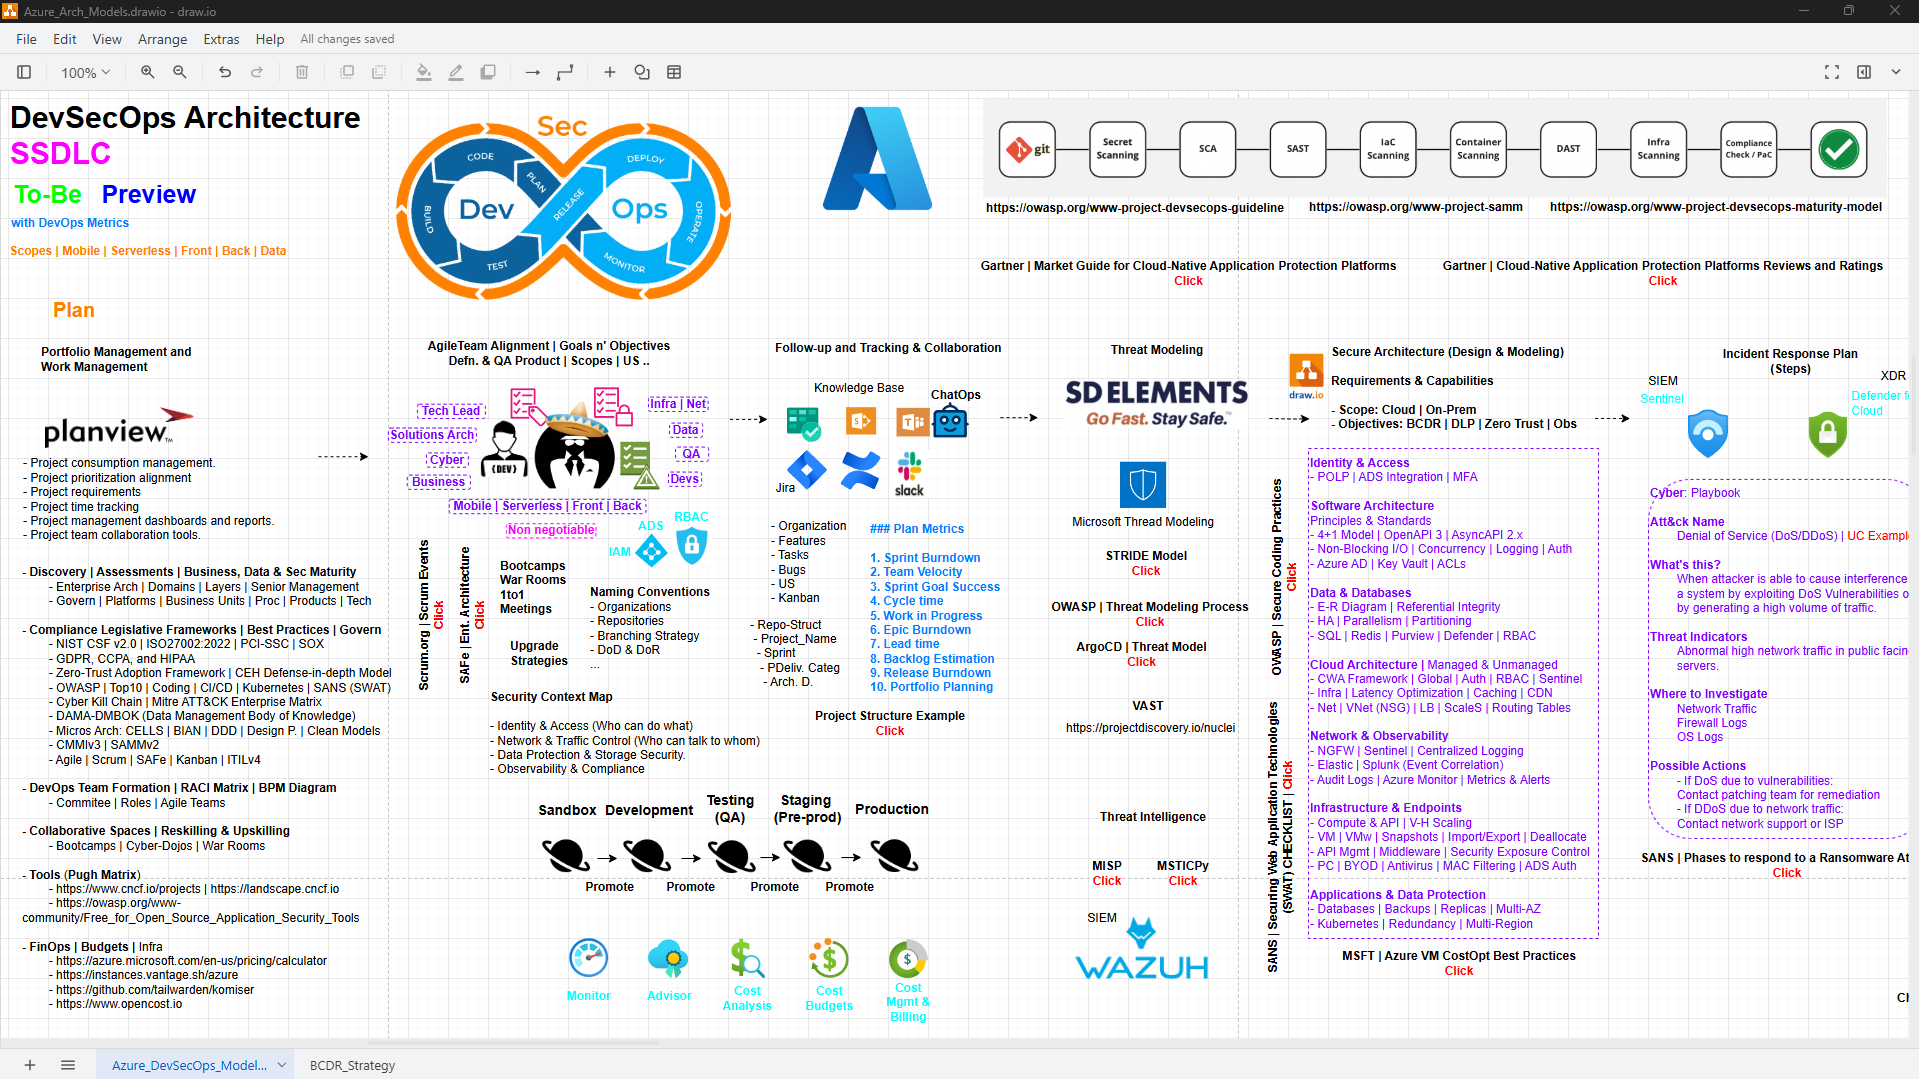 Azure_Arch_Models.drawio - draw.io
File Edit View Arrange Extras Help All changes saved
100%
DevSecOps Architecture
SSDLC
To-Be Preview
with DevOps Metrics
Scopes | Mobile | Serverless | Front | Back | Data
Sec
Dev
Ops
CODE
PLAN
BUILD
TEST
RELEASE
DEPLOY
OPERATE
MONITOR
git
Secret Scanning
SCA
SAST
IaC Scanning
Container Scanning
DAST
Infra Scanning
Compliance Check / PaC
https://owasp.org/www-project-devsecops-guideline
https://owasp.org/www-project-samm
https://owasp.org/www-project-devsecops-maturity-model
Gartner | Market Guide for Cloud-Native Application Protection Platforms
Click
Gartner | Cloud-Native Application Protection Platforms Reviews and Ratings
Click
Plan
Portfolio Management and
Work Management
planview™
- Project consumption management.
- Project prioritization alignment
- Project requirements
- Project time tracking
- Project management dashboards and reports.
- Project team collaboration tools.
- Discovery | Assessments | Business, Data & Sec Maturity
- Enterprise Arch | Domains | Layers | Senior Management
- Govern | Platforms | Business Units | Proc | Products | Tech
- Compliance Legislative Frameworks | Best Practices | Govern
- NIST CSF v2.0 | ISO27002:2022 | PCI-SSC | SOX
- GDPR, CCPA, and HIPAA
- Zero-Trust Adoption Framework | CEH Defense-in-depth Model
- OWASP | Top10 | Coding | CI/CD | Kubernetes | SANS (SWAT)
- Cyber Kill Chain | Mitre ATT&CK Enterprise Matrix
- DAMA-DMBOK (Data Management Body of Knowledge)
- Micros Arch: CELLS | BIAN | DDD | Design P. | Clean Models
- CMMIv3 | SAMMv2
- Agile | Scrum | SAFe | Kanban | ITILv4
- DevOps Team Formation | RACI Matrix | BPM Diagram
- Commitee | Roles | Agile Teams
- Collaborative Spaces | Reskilling & Upskilling
- Bootcamps | Cyber-Dojos | War Rooms
- Tools (Pugh Matrix)
- https://www.cncf.io/projects | https://landscape.cncf.io
- https://owasp.org/www-
community/Free_for_Open_Source_Application_Security_Tools
- FinOps | Budgets | Infra
- https://azure.microsoft.com/en-us/pricing/calculator
- https://instances.vantage.sh/azure
- https://github.com/tailwarden/komiser
- https://www.opencost.io
AgileTeam Alignment | Goals n' Objectives
Defn. & QA Product | Scopes | US ..
Tech Lead
Solutions Arch
Cyber
Business
{DEV}
Infra | Net
Data
QA
Devs
Mobile | Serverless | Front | Back
Non negotiable
ADS
RBAC
IAM
Scrum.org | Scrum Events
Click
SAFe | Ent. Architecture
Click
Bootcamps
War Rooms
1to1
Meetings
Upgrade
Strategies
Naming Conventions
- Organizations
- Repositories
- Branching Strategy
- DoD & DoR
...
Security Context Map
- Identity & Access (Who can do what)
- Network & Traffic Control (Who can talk to whom)
- Data Protection & Storage Security.
- Observability & Compliance
Sandbox
Development
Testing
(QA)
Staging
(Pre-prod)
Production
Promote
Promote
Promote
Promote
Monitor
Advisor
Cost
Analysis
Cost
Budgets
Cost
Mgmt &
Billing
Follow-up and Tracking & Collaboration
Knowledge Base
ChatOps
Jira
slack
- Organization
- Features
- Tasks
- Bugs
- US
- Kanban
- Repo-Struct
- Project_Name
- Sprint
- PDeliv. Categ
- Arch. D.
### Plan Metrics
1. Sprint Burndown
2. Team Velocity
3. Sprint Goal Success
4. Cycle time
5. Work in Progress
6. Epic Burndown
7. Lead time
8. Backlog Estimation
9. Release Burndown
10. Portfolio Planning
Project Structure Example
Click
Threat Modeling
SD ELEMENTS
Go Fast. Stay Safe.™
Microsoft Thread Modeling
STRIDE Model
Click
OWASP | Threat Modeling Process
Click
ArgoCD | Threat Model
Click
VAST
https://projectdiscovery.io/nuclei
Threat Intelligence
MISP
Click
MSTICPy
Click
SIEM
WAZUH
draw.io
Secure Architecture (Design & Modeling)
Requirements & Capabilities
- Scope: Cloud | On-Prem
- Objectives: BCDR | DLP | Zero Trust | Obs
OWASP | Secure Coding Practices
Click
SANS | Securing Web Application Technologies
(SWAT) CHECKLIST | Click
Identity & Access
- POLP | ADS Integration | MFA
Software Architecture
Principles & Standards
- 4+1 Model | OpenAPI 3 | AsyncAPI 2.x
- Non-Blocking I/O | Concurrency | Logging | Auth
- Azure AD | Key Vault | ACLs
Data & Databases
- E-R Diagram | Referential Integrity
- HA | Parallelism | Partitioning
- SQL | Redis | Purview | Defender | RBAC
Cloud Architecture | Managed & Unmanaged
- CWA Framework | Global | Auth | RBAC | Sentinel
- Infra | Latency Optimization | Caching | CDN
- Net | VNet (NSG) | LB | ScaleS | Routing Tables
Network & Observability
- NGFW | Sentinel | Centralized Logging
- Elastic | Splunk (Event Correlation)
- Audit Logs | Azure Monitor | Metrics & Alerts
Infrastructure & Endpoints
- Compute & API | V-H Scaling
- VM | VMw | Snapshots | Import/Export | Deallocate
- API Mgmt | Middleware | Security Exposure Control
- PC | BYOD | Antivirus | MAC Filtering | ADS Auth
Applications & Data Protection
- Databases | Backups | Replicas | Multi-AZ
- Kubernetes | Redundancy | Multi-Region
MSFT | Azure VM CostOpt Best Practices
Click
Incident Response Plan
(Steps)
SIEM
Sentinel
XDR
Defender f
Cloud
Cyber: Playbook
Att&ck Name
Denial of Service (DoS/DDoS) | UC Exampl
What's this?
When attacker is able to cause interference
a system by exploiting DoS Vulnerabilities o
by generating a high volume of traffic.
Threat Indicators
Abnormal high network traffic in public facin
servers.
Where to Investigate
Network Traffic
Firewall Logs
OS Logs
Possible Actions
- If DoS due to vulnerabilities:
Contact patching team for remediation
- If DDoS due to network traffic:
Contact network support or ISP
SANS | Phases to respond to a Ransomware At
Click
Ch
Azure_DevSecOps_Model... BCDR_Strategy